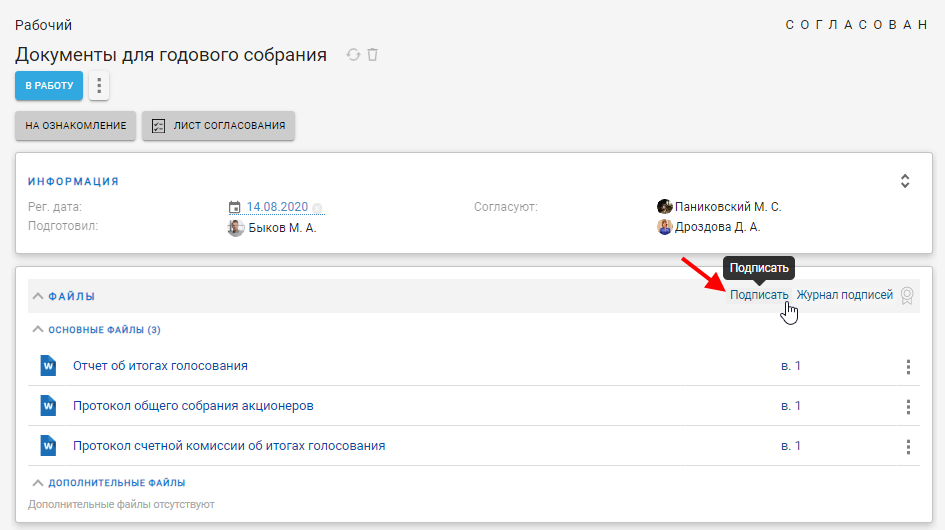 Рабочий
СОГЛАСОВАН
Документы для годового собрания
В РАБОТУ
НА ОЗНАКОМЛЕНИЕ
ЛИСТ СОГЛАСОВАНИЯ
ИНФОРМАЦИЯ
Рег. дата: 14.08.2020 Согласуют: Паниковский М. С.
Подготовил: Быков М. А. Дроздова Д. А.
Подписать
ФАЙЛЫ Подписать Журнал подписей
ОСНОВНЫЕ ФАЙЛЫ (3)
W Отчет об итогах голосования в. 1
W Протокол общего собрания акционеров в. 1
W Протокол счетной комиссии об итогах голосования в. 1
ДОПОЛНИТЕЛЬНЫЕ ФАЙЛЫ
Дополнительные файлы отсутствуют